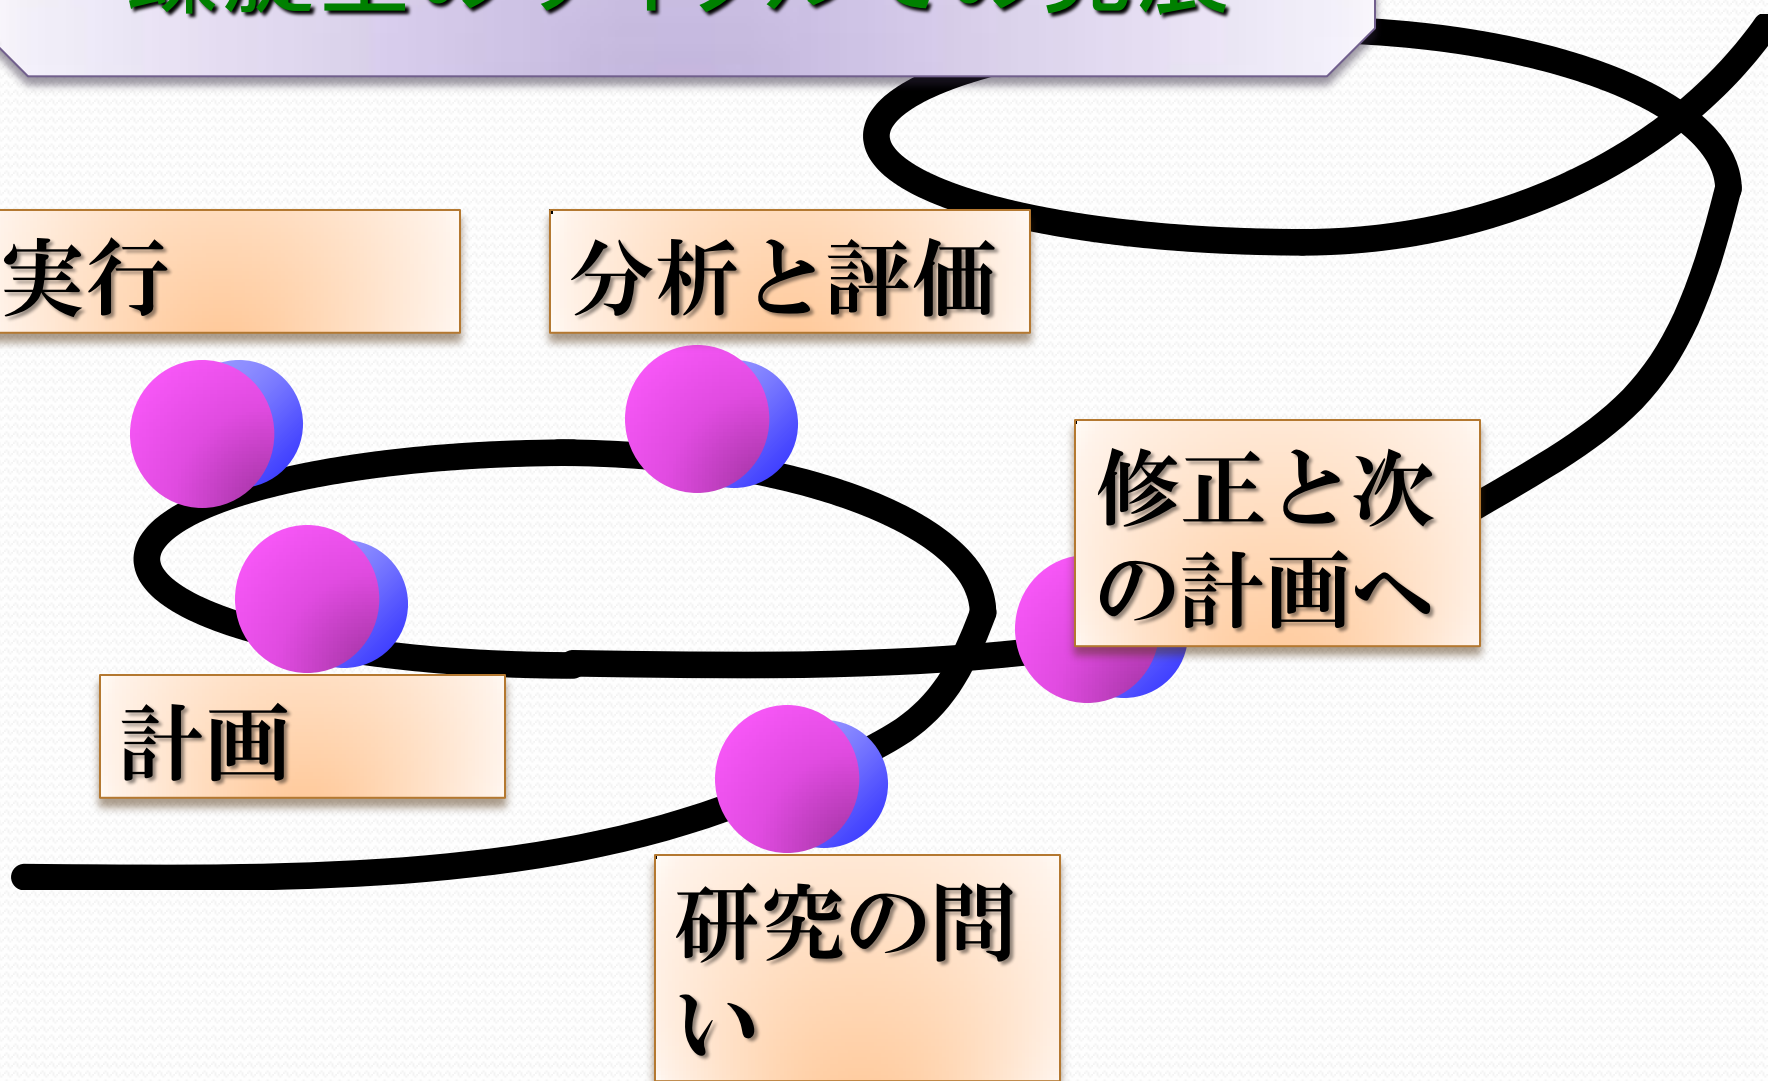 実行
分析と評価
修正と次
の計画へ
計画
研究の問
い